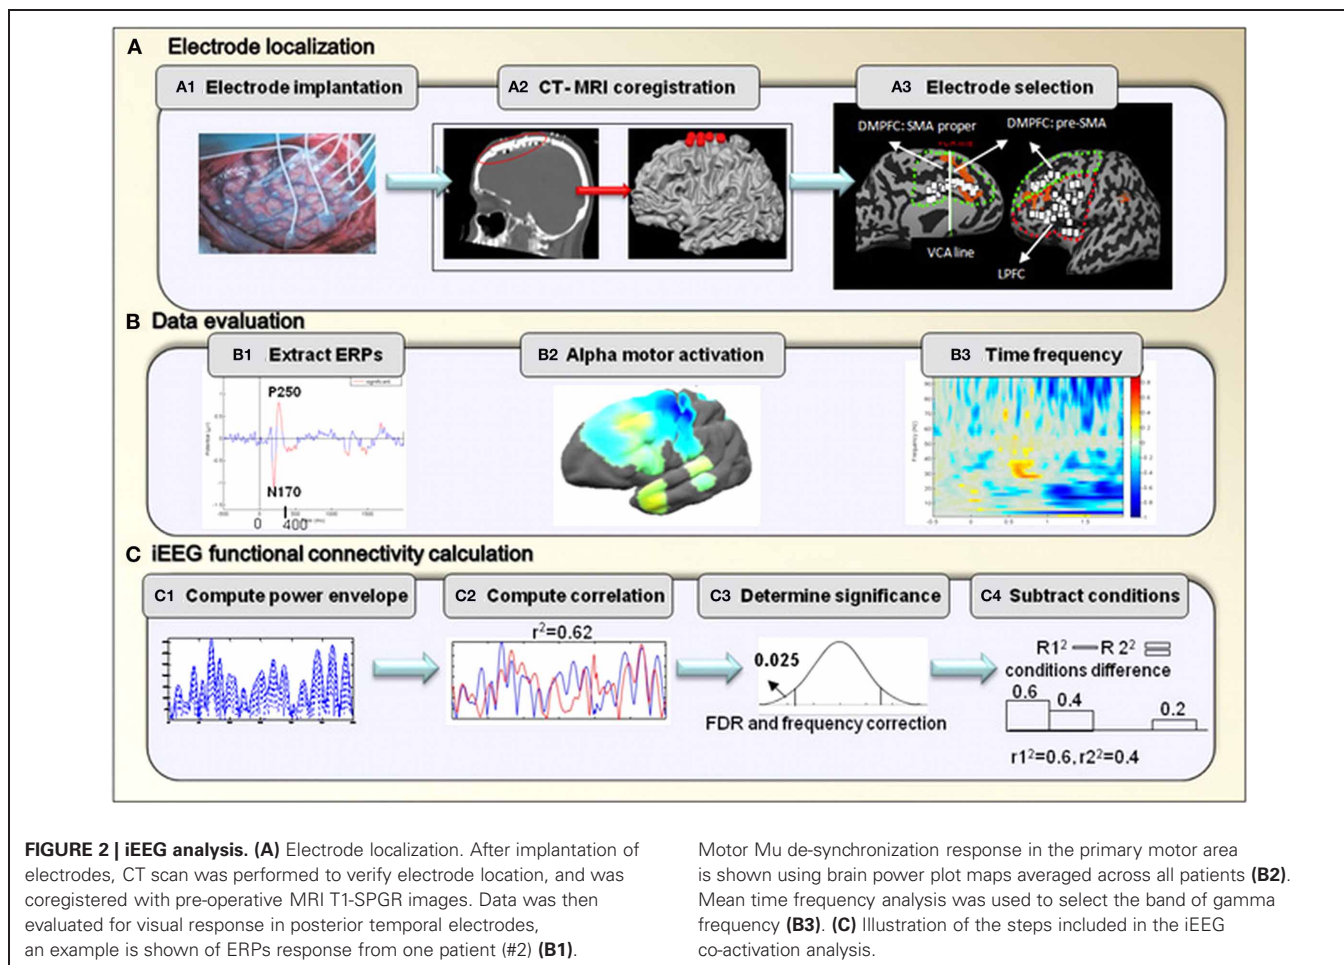 A Electrode localization
A1 Electrode implantation
A2 CT-MRI coregistration
A3 Electrode selection
DMPFC: SMA proper
DMPFC: pre-SMA
VCA line
LPFC
B Data evaluation
B1 Extract ERPs
B2 Alpha motor activation
B3 Time frequency
significant
P250
N170
0 400
Frequency (Hz)
C iEEG functional connectivity calculation
C1 Compute power envelope
C2 Compute correlation
C3 Determine significance
C4 Subtract conditions
r²=0.62
0.025
FDR and frequency correction
R1² — R 2² =
conditions difference
0.6
0.4
0.2
r1²=0.6, r2²=0.4
FIGURE 2 | iEEG analysis. (A) Electrode localization. After implantation of
electrodes, CT scan was performed to verify electrode location, and was
coregistered with pre-operative MRI T1-SPGR images. Data was then
evaluated for visual response in posterior temporal electrodes,
an example is shown of ERPs response from one patient (#2) (B1).
Motor Mu de-synchronization response in the primary motor area
is shown using brain power plot maps averaged across all patients (B2).
Mean time frequency analysis was used to select the band of gamma
frequency (B3). (C) Illustration of the steps included in the iEEG
co-activation analysis.